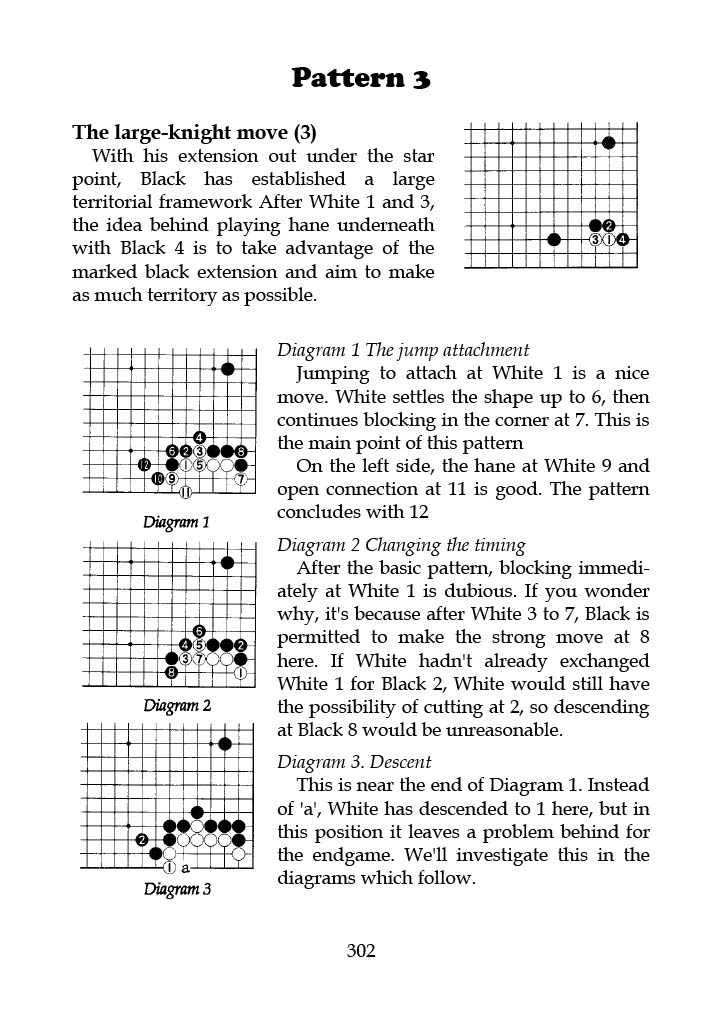 Pattern 3
The large-knight move (3)
With his extension out under the star
point, Black has established a large
territorial framework After White 1 and 3,
the idea behind playing hane underneath
with Black 4 is to take advantage of the
marked black extension and aim to make
as much territory as possible.
2
3 1 4
Diagram 1 The jump attachment
Jumping to attach at White 1 is a nice
move. White settles the shape up to 6, then
continues blocking in the corner at 7. This is
the main point of this pattern
On the left side, the hane at White 9 and
open connection at 11 is good. The pattern
concludes with 12
4
6 2 3 8
12 1 5
10 9 7
11
Diagram 1
Diagram 2 Changing the timing
After the basic pattern, blocking immedi-
ately at White 1 is dubious. If you wonder
why, it's because after White 3 to 7, Black is
permitted to make the strong move at 8
here. If White hadn't already exchanged
White 1 for Black 2, White would still have
the possibility of cutting at 2, so descending
at Black 8 would be unreasonable.
6
4 5 2
3 7
8 1
Diagram 2
Diagram 3. Descent
This is near the end of Diagram 1. Instead
of 'a', White has descended to 1 here, but in
this position it leaves a problem behind for
the endgame. We'll investigate this in the
diagrams which follow.
2
1 a
Diagram 3
302